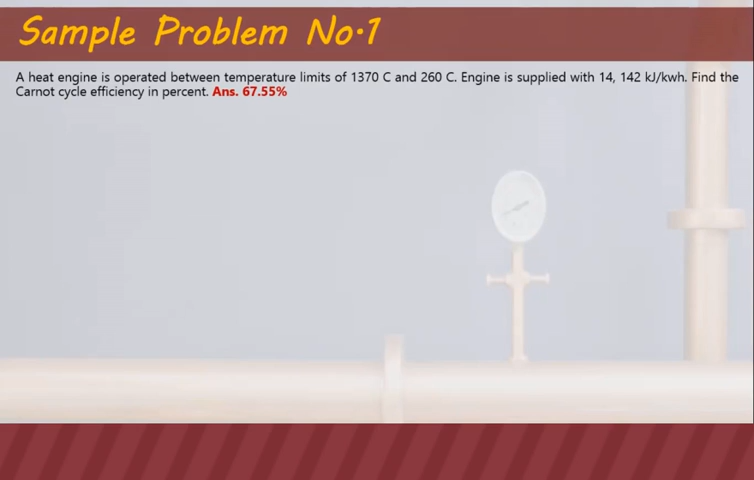 Sample Problem No.1
A heat engine is operated between temperature limits of 1370 C and 260 C. Engine is supplied with 14, 142 kJ/kwh. Find the
Carnot cycle efficiency in percent. Ans. 67.55%